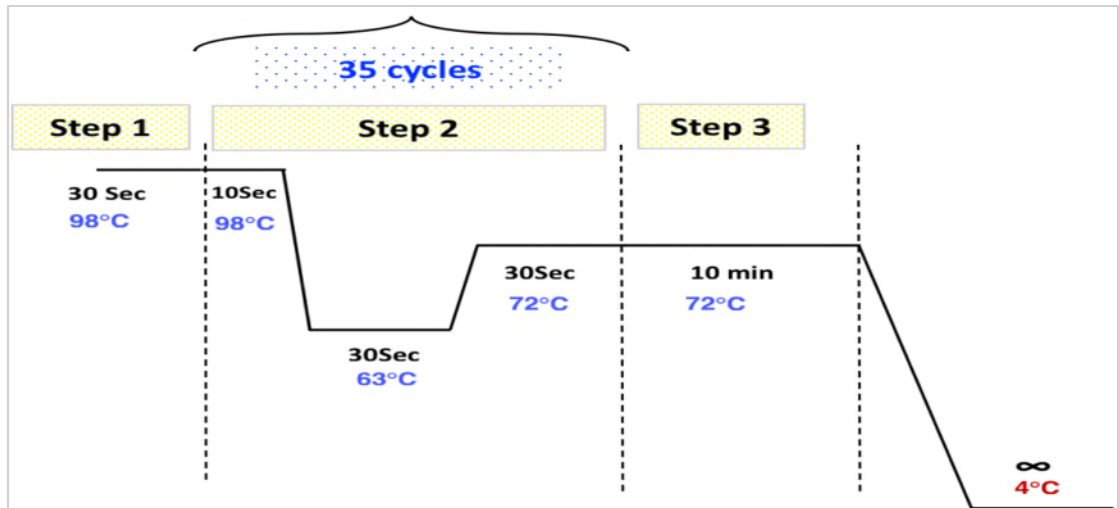 35 cycles
Step 1
Step 2
Step 3
30 Sec
98°C
10Sec
98°C
30Sec
63°C
30Sec
72°C
10 min
72°C
∞
4°C